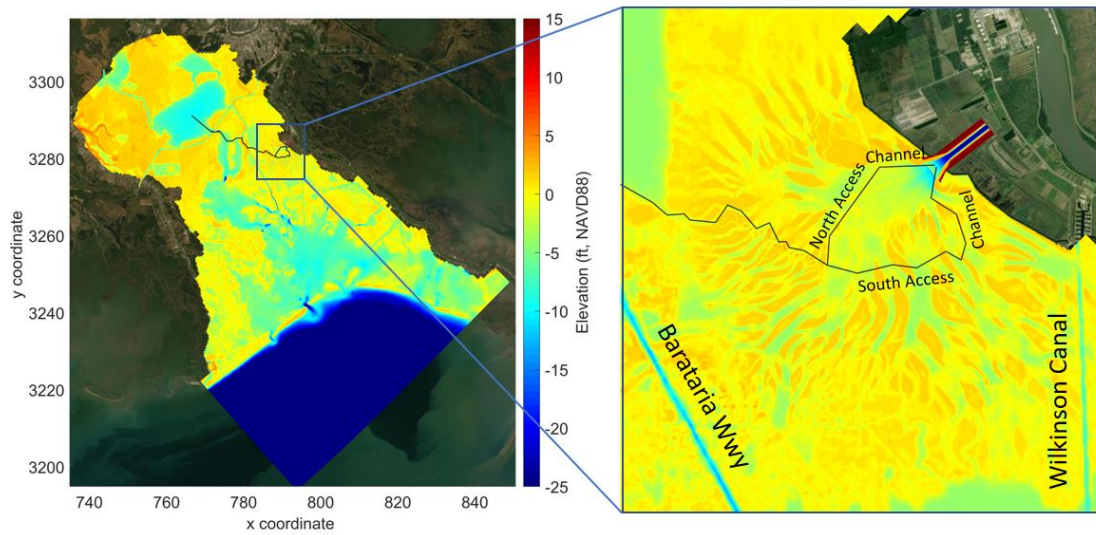 3300
3280
3260
3240
3220
3200
y coordinate
740
760
780
800
820
840
x coordinate
15
10
5
0
-5
-10
-15
-20
-25
Elevation (ft, NAVD88)
North Access Channel
Channel
South Access
Barataria Wwy
Wilkinson Canal